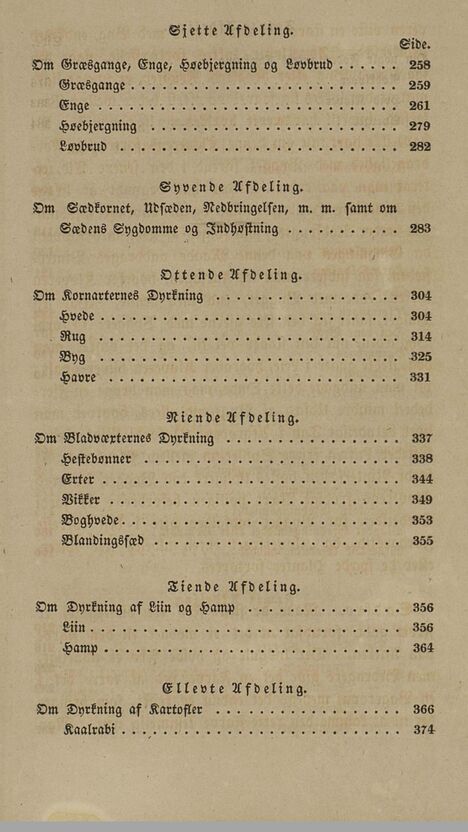 Sjette Afdeling.
Side.
Om Græsgange, Enge, Høebjergning og Løvbrud . . . . . . 258
Græsgange . . . . . . . . . . . . . . . . . . . . 259
Enge . . . . . . . . . . . . . . . . . . . . . . 261
Høebjergning . . . . . . . . . . . . . . . . . . 279
Løvbrud . . . . . . . . . . . . . . . . . . . . 282
Syvende Afdeling.
Om Sædkornet, Udsæden, Nedbringelsen, m. m. samt om
Sædens Sygdomme og Indhøstning . . . . . . . . . . 283
Ottende Afdeling.
Om Kornarternes Dyrkning . . . . . . . . . . . . . . 304
Hvede . . . . . . . . . . . . . . . . . . . . . . 304
Rug . . . . . . . . . . . . . . . . . . . . . . 314
Byg . . . . . . . . . . . . . . . . . . . . . . 325
Havre . . . . . . . . . . . . . . . . . . . . . 331
Niende Afdeling.
Om Bladvæxternes Dyrkning . . . . . . . . . . . . . 337
Hestebønner . . . . . . . . . . . . . . . . . . 338
Erter . . . . . . . . . . . . . . . . . . . . . 344
Vikker . . . . . . . . . . . . . . . . . . . . . 349
Boghvede . . . . . . . . . . . . . . . . . . . . 353
Blandingssæd . . . . . . . . . . . . . . . . . . 355
Tiende Afdeling.
Om Dyrkning af Liin og Hamp . . . . . . . . . . . . 356
Liin . . . . . . . . . . . . . . . . . . . . . . 356
Hamp . . . . . . . . . . . . . . . . . . . . . . 364
Ellevte Afdeling.
Om Dyrkning af Kartofler . . . . . . . . . . . . . . 366
Kaalrabi . . . . . . . . . . . . . . . . . . . . 374